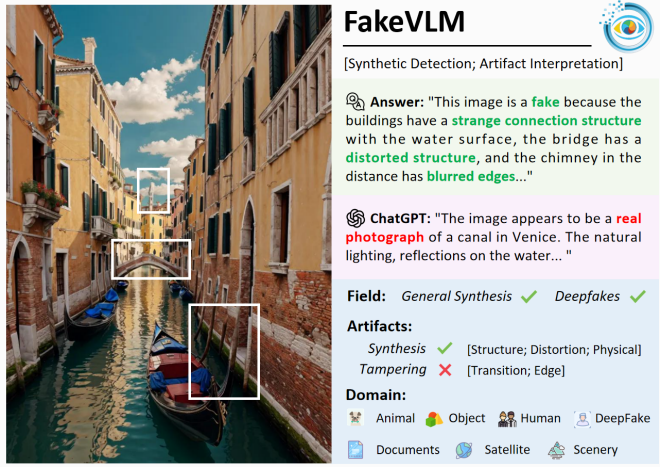 FakeVLM
[Synthetic Detection; Artifact Interpretation]
Answer: "This image is a fake because the
buildings have a strange connection structure
with the water surface, the bridge has a
distorted structure, and the chimney in the
distance has blurred edges..."
ChatGPT: "The image appears to be a real
photograph of a canal in Venice. The natural
lighting, reflections on the water... "
Field: General Synthesis ✓ Deepfakes ✓
Artifacts:
Synthesis ✓ [Structure; Distortion; Physical]
Tampering ✗ [Transition; Edge]
Domain:
Animal Object Human DeepFake
Documents Satellite Scenery